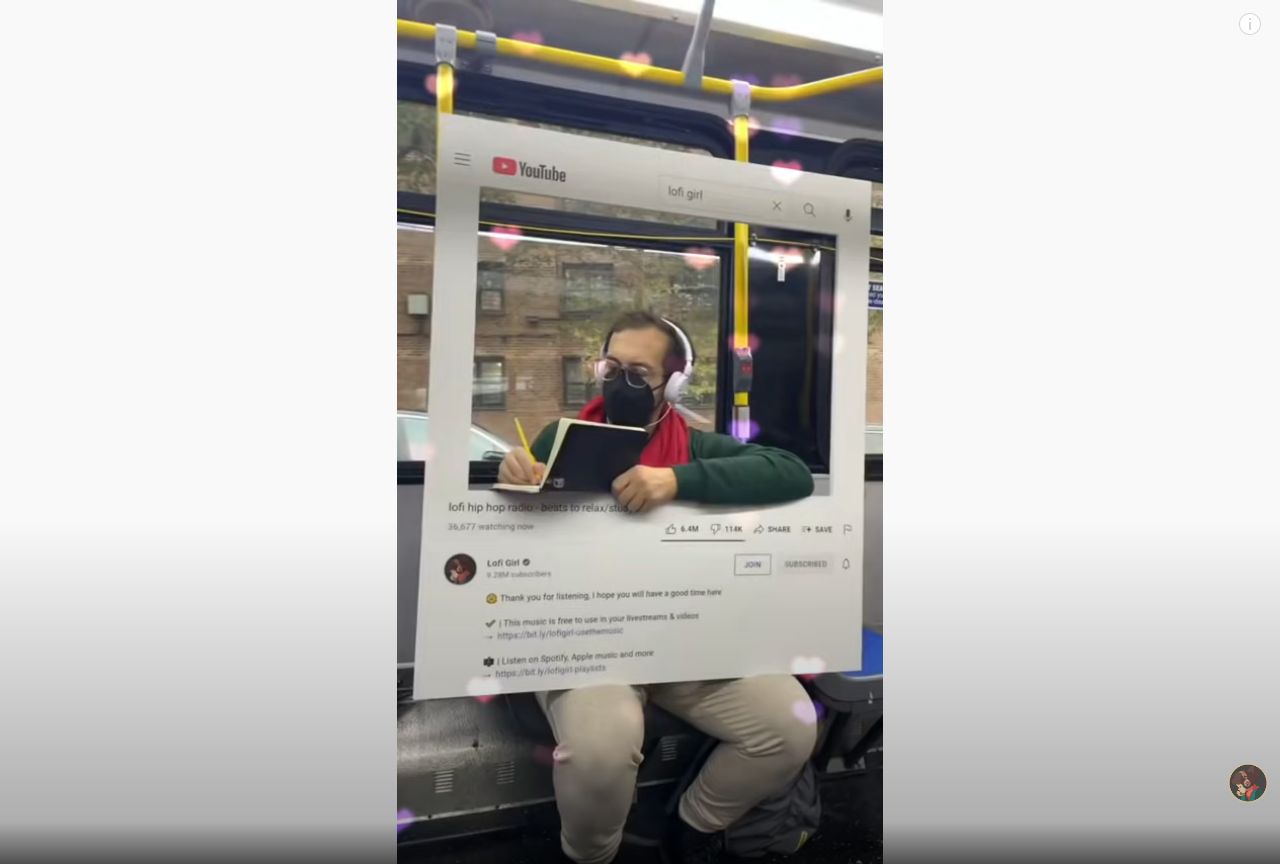 YouTube
lofi girl
lofi hip hop radio - beats to relax/stu
36,677 watching now
6.4M 114K SHARE SAVE
Lofi Girl
9.28M subscribers
JOIN SUBSCRIBED
Thank you for listening, I hope you will have a good time here
| This music is free to use in your livestreams & videos
→ https://bit.ly/lofigirl-usethemusic
| Listen on Spotify, Apple music and more
→ https://bit.ly/lofigirl-playlists